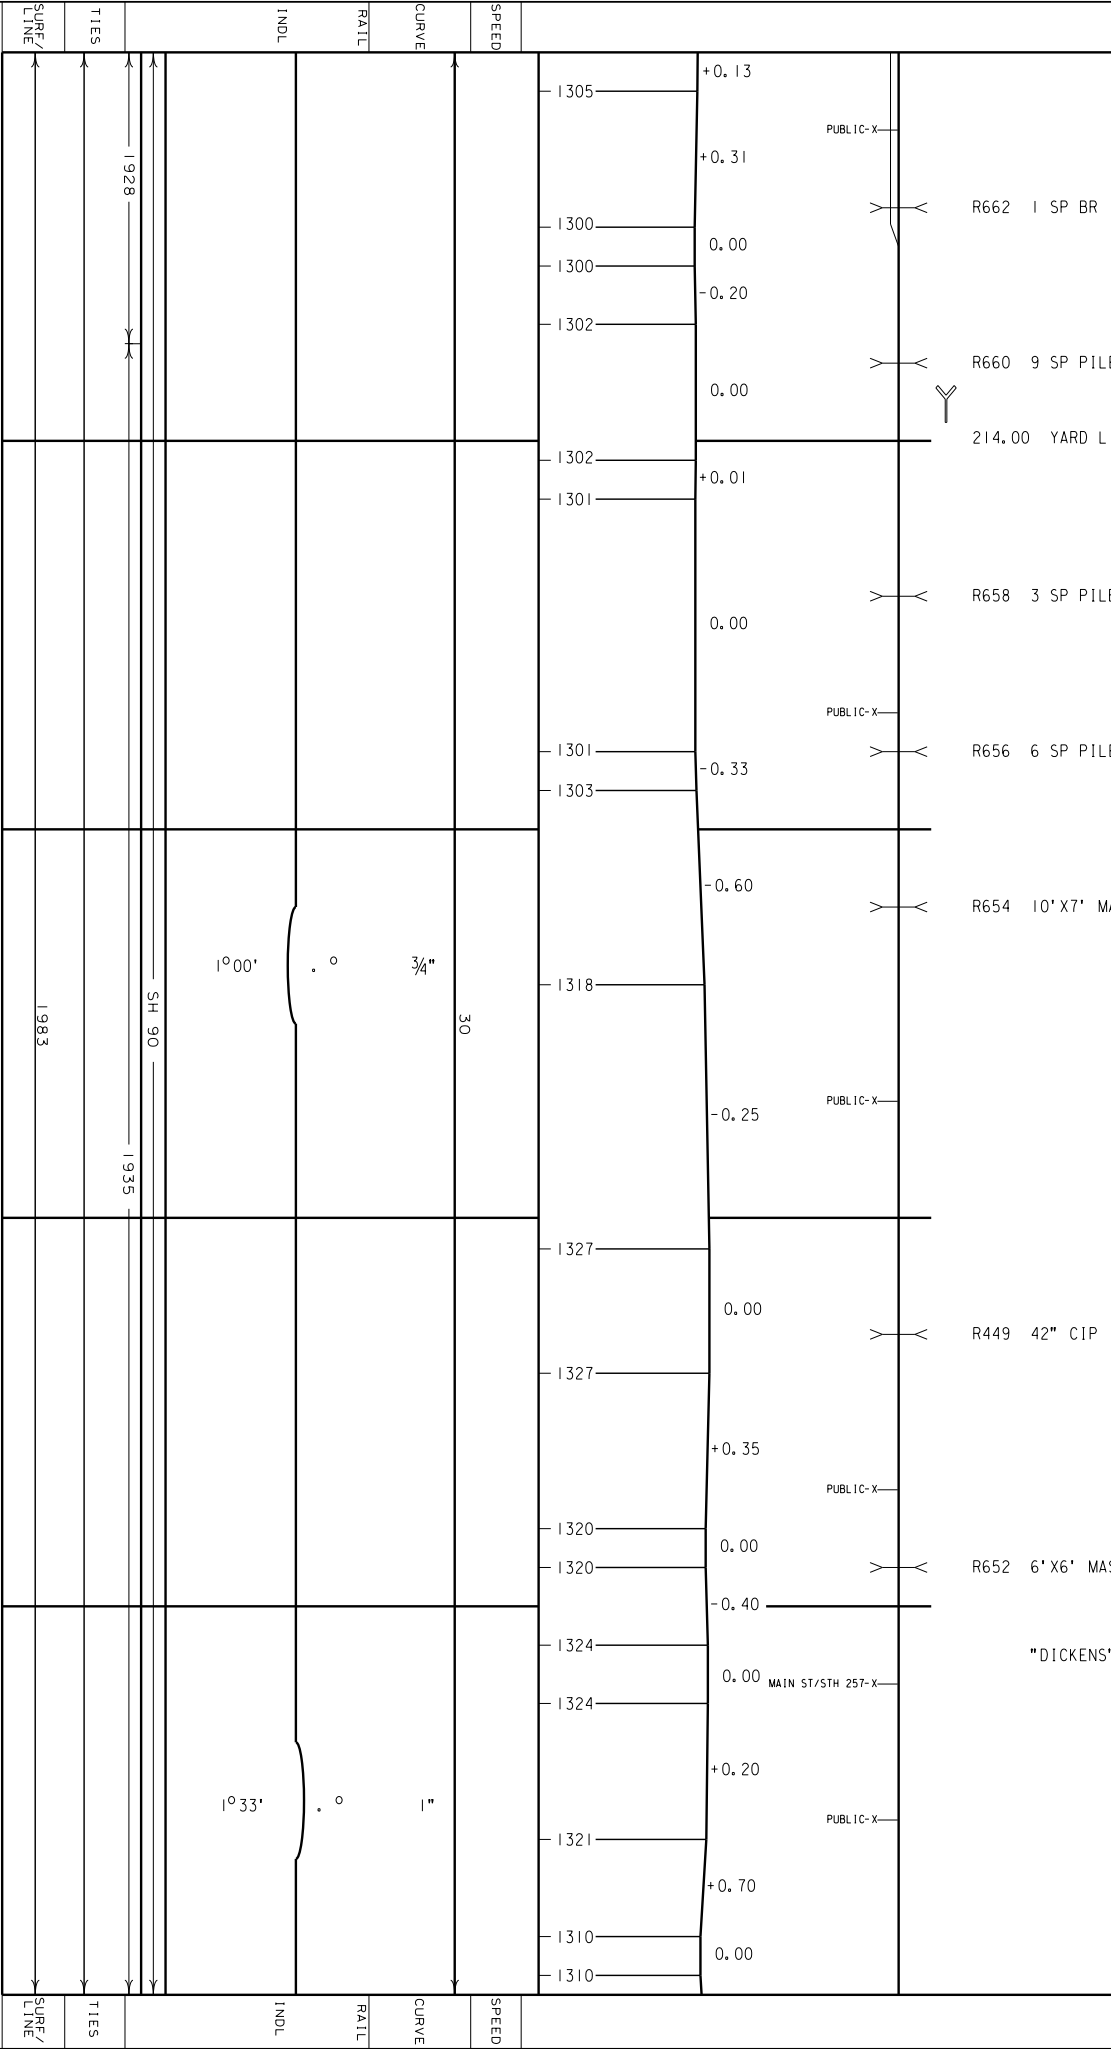 SURF/
LINE
TIES
INDL
RAIL
CURVE
SPEED
+0.13
1305
PUBLIC-X
+0.31
1928
R662 1 SP BR
1300
0.00
1300
-0.20
1302
R660 9 SP PILE
0.00
Y
214.00 YARD L
1302
+0.01
1301
R658 3 SP PILE
0.00
PUBLIC-X
1301
R656 6 SP PILE
-0.33
1303
-0.60
R654 10'X7' MA
1°00'
. °
3/4"
1318
1983
SH 90
30
PUBLIC-X
-0.25
1935
1327
0.00
R449 42" CIP
1327
+0.35
PUBLIC-X
1320
0.00
1320
R652 6'X6' MAS
-0.40
1324
"DICKENS"
0.00
MAIN ST/STH 257-X
1324
+0.20
1°33'
. °
1"
PUBLIC-X
1321
+0.70
1310
0.00
1310
SURF/
LINE
TIES
INDL
RAIL
CURVE
SPEED